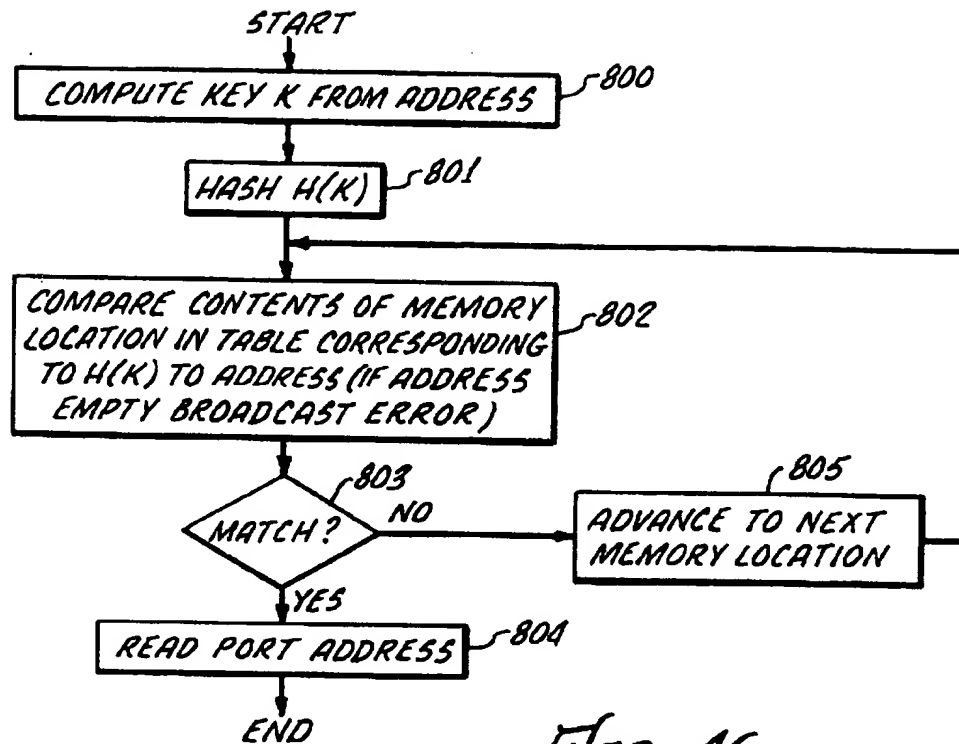 START
COMPUTE KEY K FROM ADDRESS
800
HASH H(K)
801
COMPARE CONTENTS OF MEMORY
LOCATION IN TABLE CORRESPONDING
TO H(K) TO ADDRESS (IF ADDRESS
EMPTY BROADCAST ERROR)
802
803
MATCH?
NO
805
ADVANCE TO NEXT
MEMORY LOCATION
YES
READ PORT ADDRESS
804
END